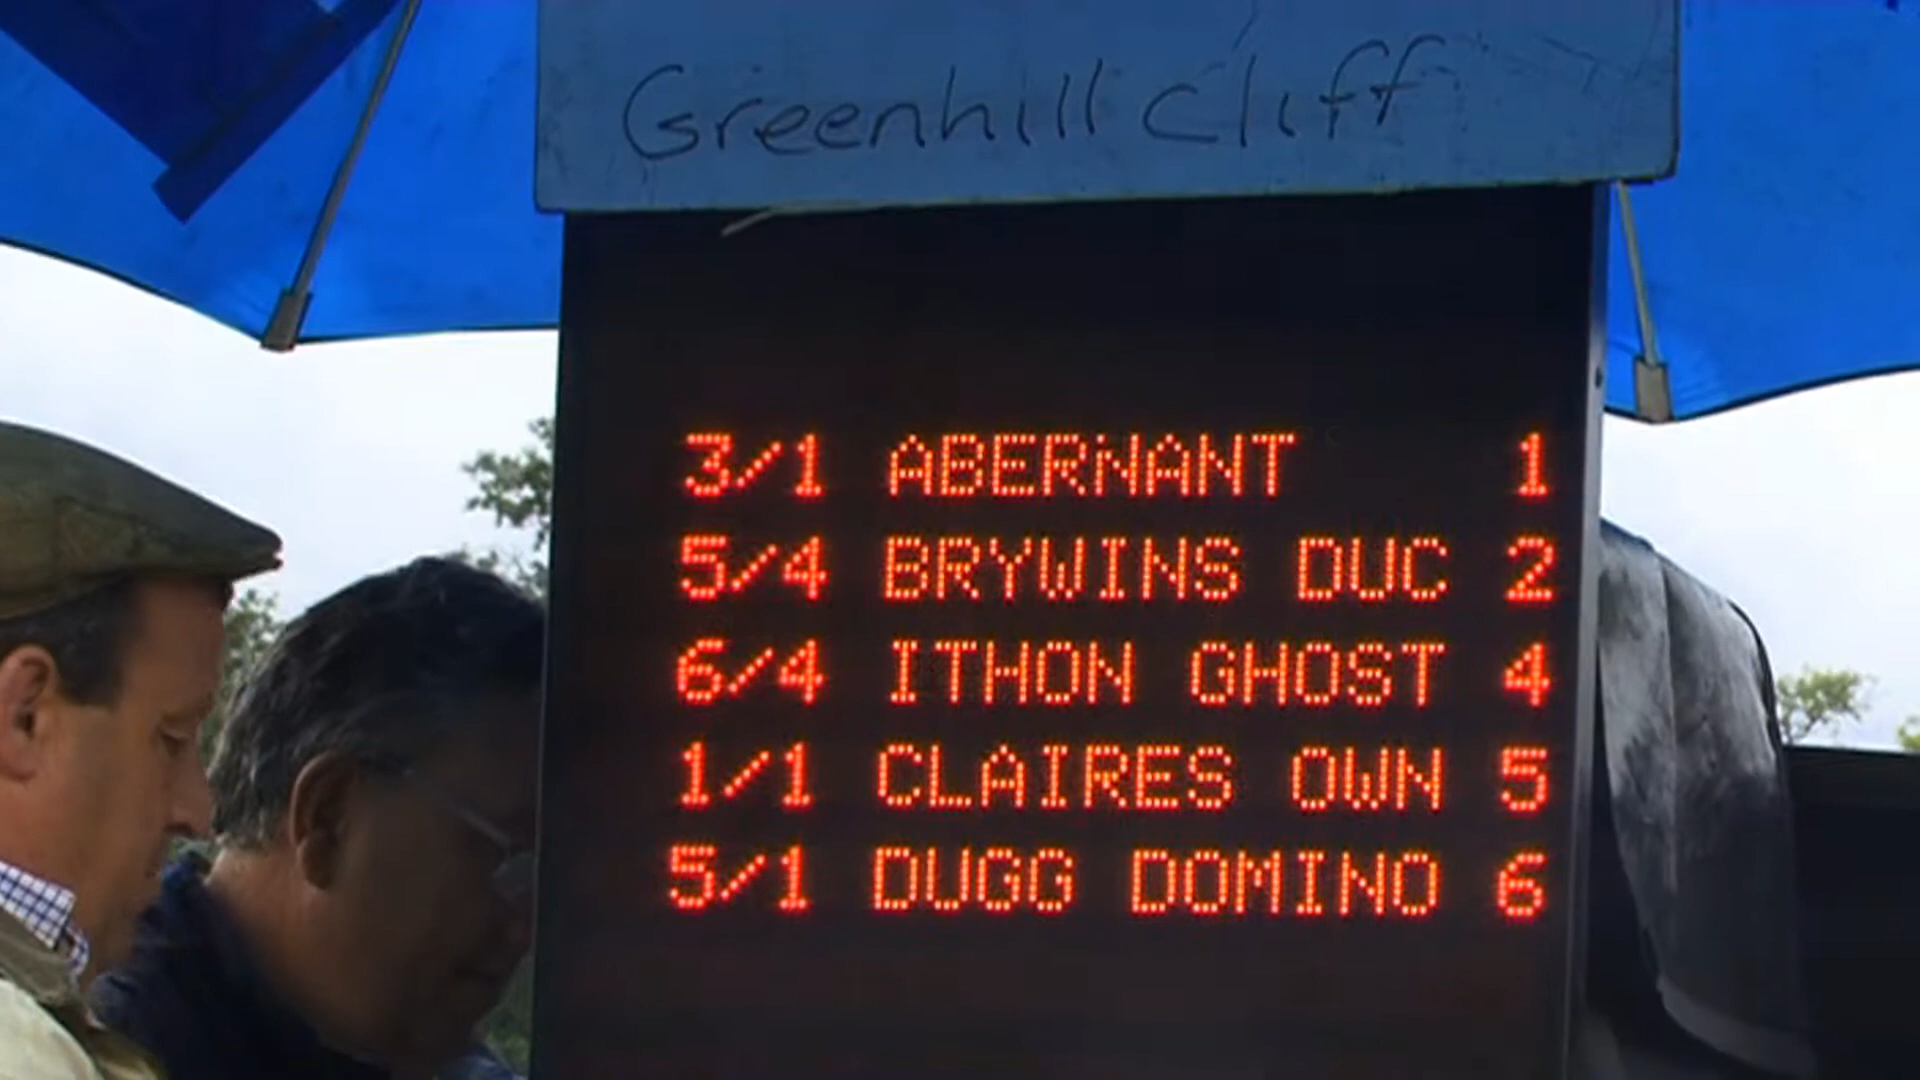 Greenhill Cliff
3/1 ABERNANT 1
5/4 BRYWINS DUC 2
6/4 ITHON GHOST 4
1/1 CLAIRES OWN 5
5/1 DUGG DOMINO 6